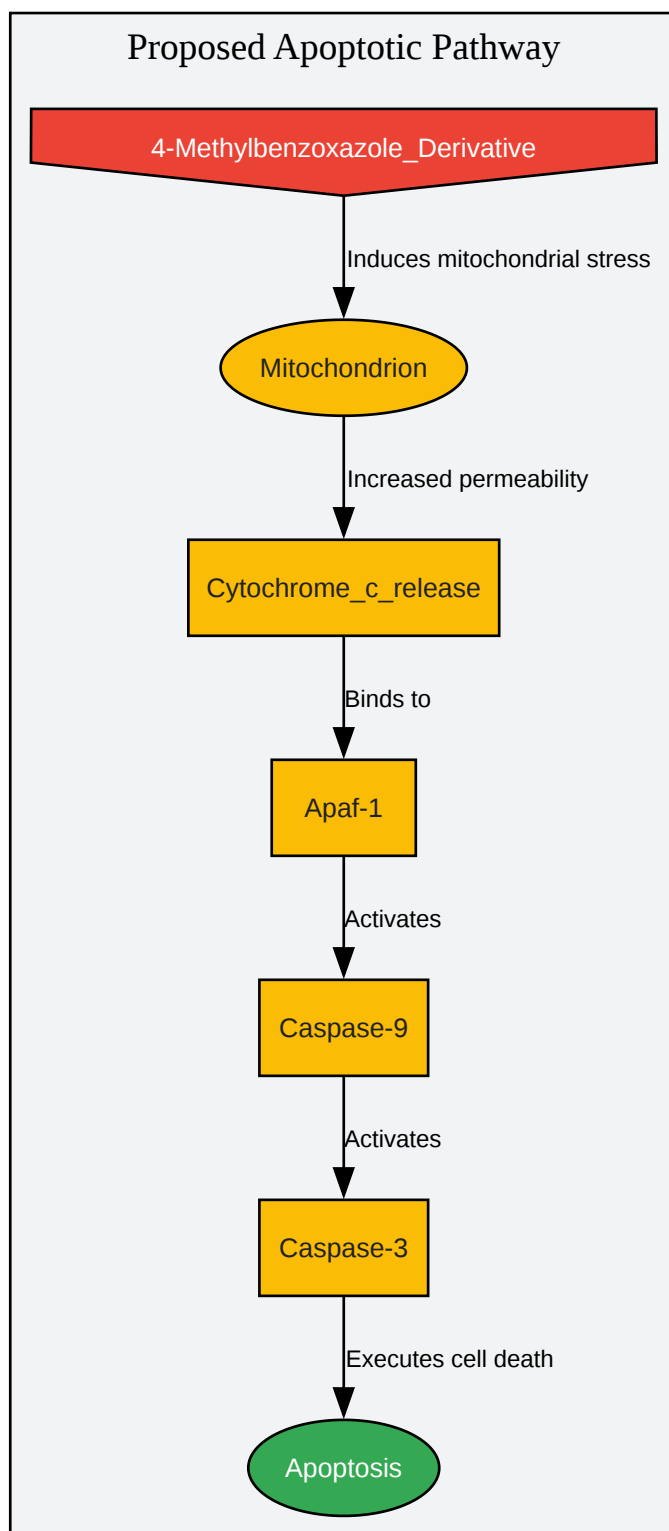 Proposed Apoptotic Pathway
4-Methylbenzoxazole_Derivative
Induces mitochondrial stress
Mitochondrion
Increased permeability
Cytochrome_c_release
Binds to
Apaf-1
Activates
Caspase-9
Activates
Caspase-3
Executes cell death
Apoptosis